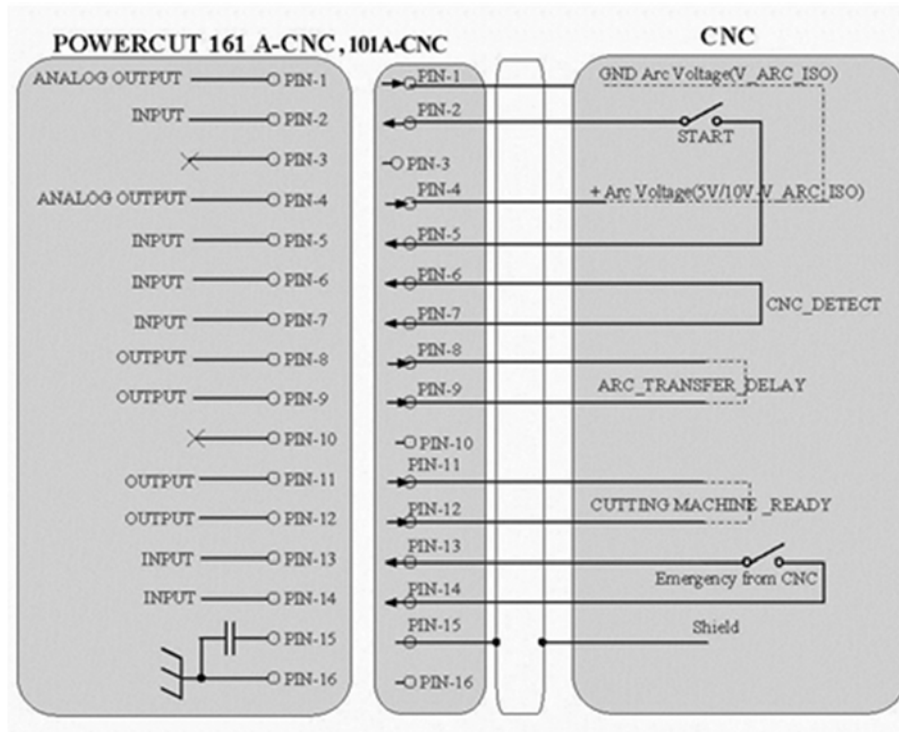 POWERCUT 161 A-CNC, 101A-CNC
CNC
ANALOG OUTPUT PIN-1
INPUT PIN-2
PIN-3
ANALOG OUTPUT PIN-4
INPUT PIN-5
INPUT PIN-6
INPUT PIN-7
OUTPUT PIN-8
OUTPUT PIN-9
PIN-10
OUTPUT PIN-11
OUTPUT PIN-12
INPUT PIN-13
INPUT PIN-14
PIN-15
PIN-16
PIN-1
PIN-2
PIN-3
PIN-4
PIN-5
PIN-6
PIN-7
PIN-8
PIN-9
PIN-10
PIN-11
PIN-12
PIN-13
PIN-14
PIN-15
PIN-16
GND Arc Voltage(V_ARC_ISO)
START
+ Arc Voltage(5V/10V-V_ARC_ISO)
CNC_DETECT
ARC_TRANSFER_DELAY
CUTTING MACHINE _READY
Emergency from CNC
Shield